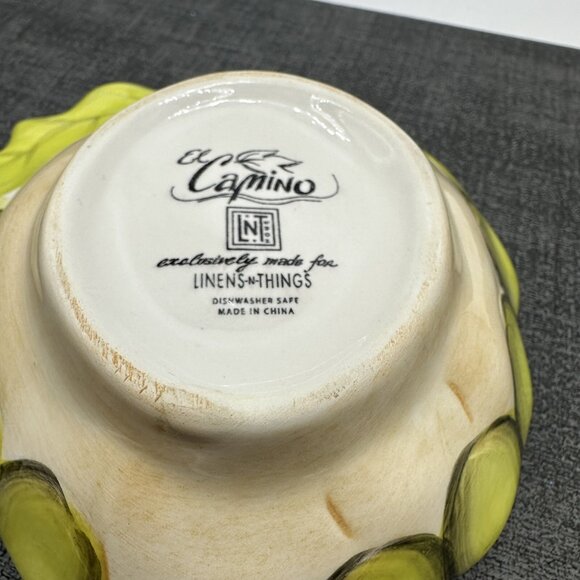 El
Camino
LNT
exclusively made for
LINENS-N-THINGS
DISHWASHER SAFE
MADE IN CHINA